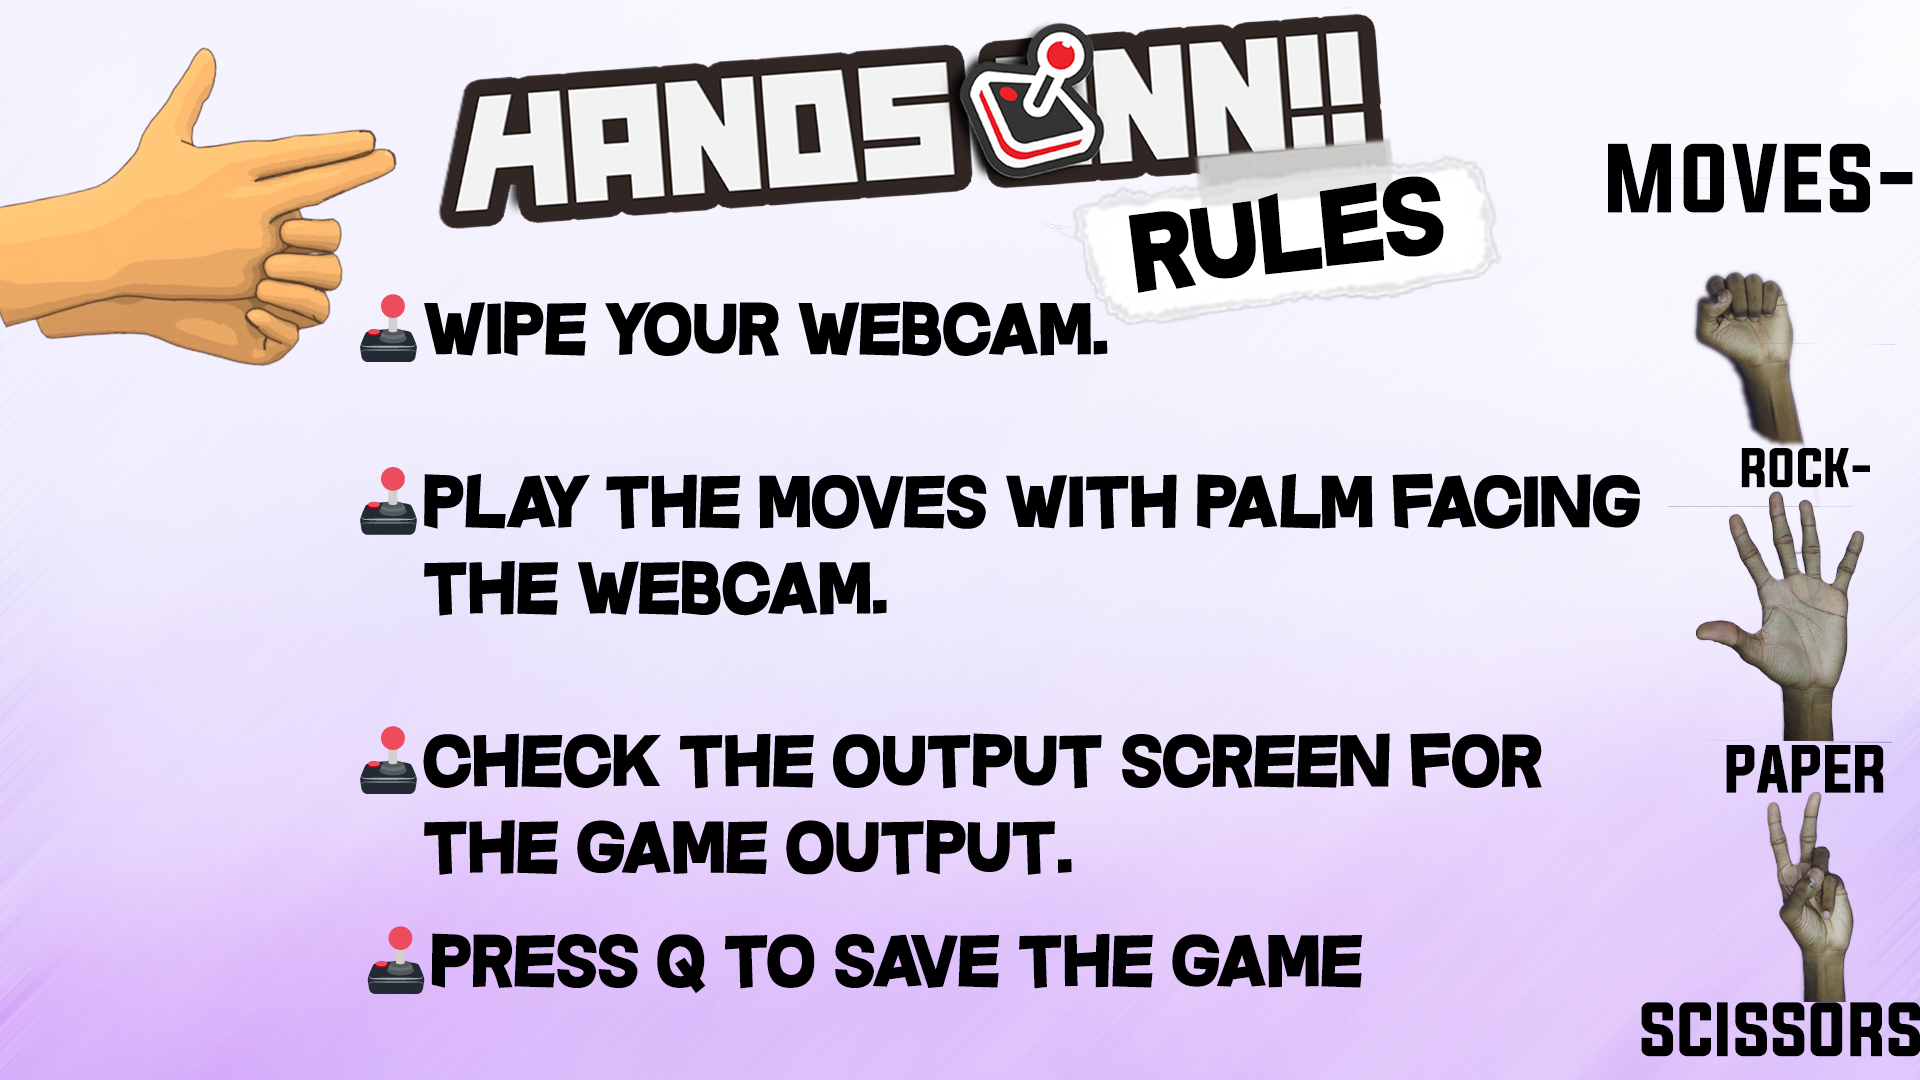 HANDS INN!!
RULES
MOVES-
WIPE YOUR WEBCAM.
PLAY THE MOVES WITH PALM FACING
THE WEBCAM.
CHECK THE OUTPUT SCREEN FOR
THE GAME OUTPUT.
PRESS Q TO SAVE THE GAME
ROCK-
PAPER
SCISSORS